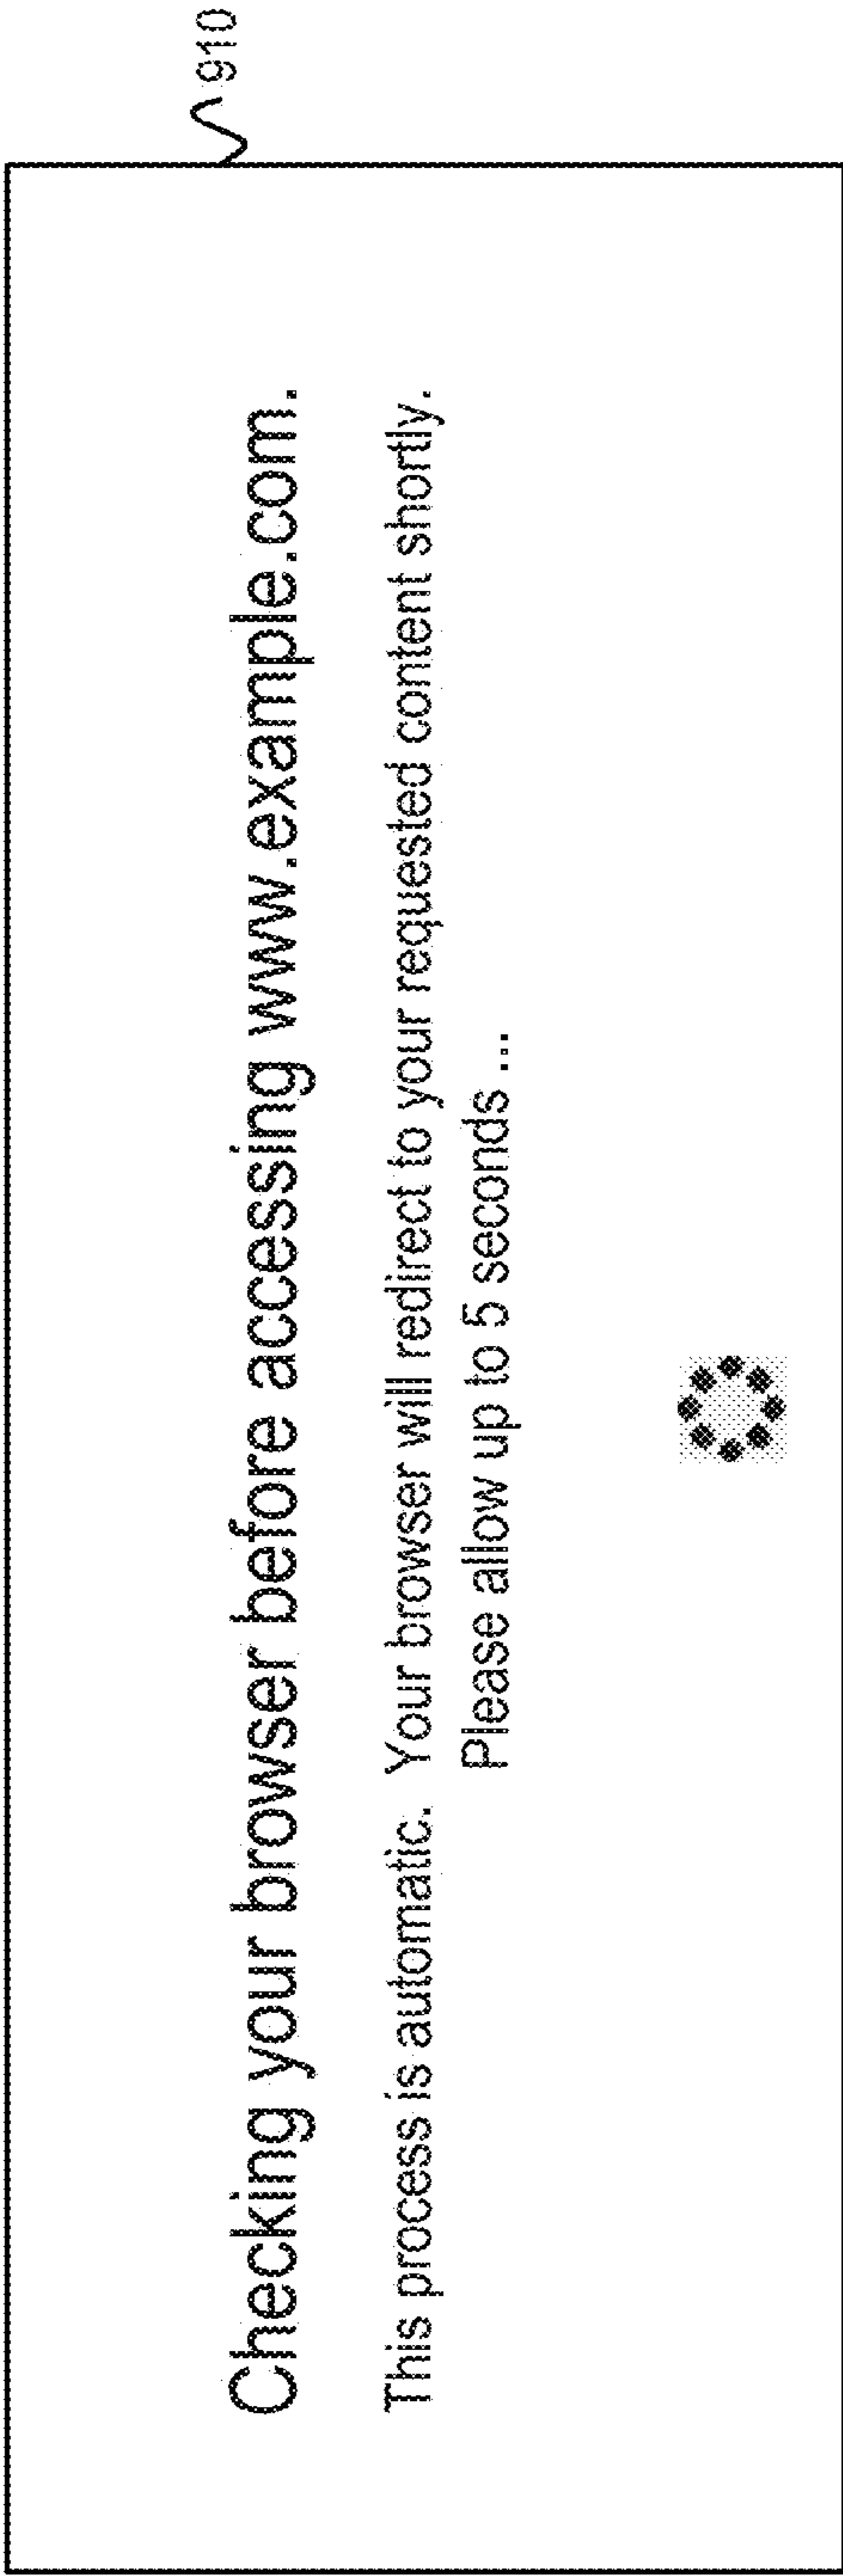 910
Checking your browser before accessing www.example.com.
This process is automatic. Your browser will redirect to your requested content shortly.
Please allow up to 5 seconds ...